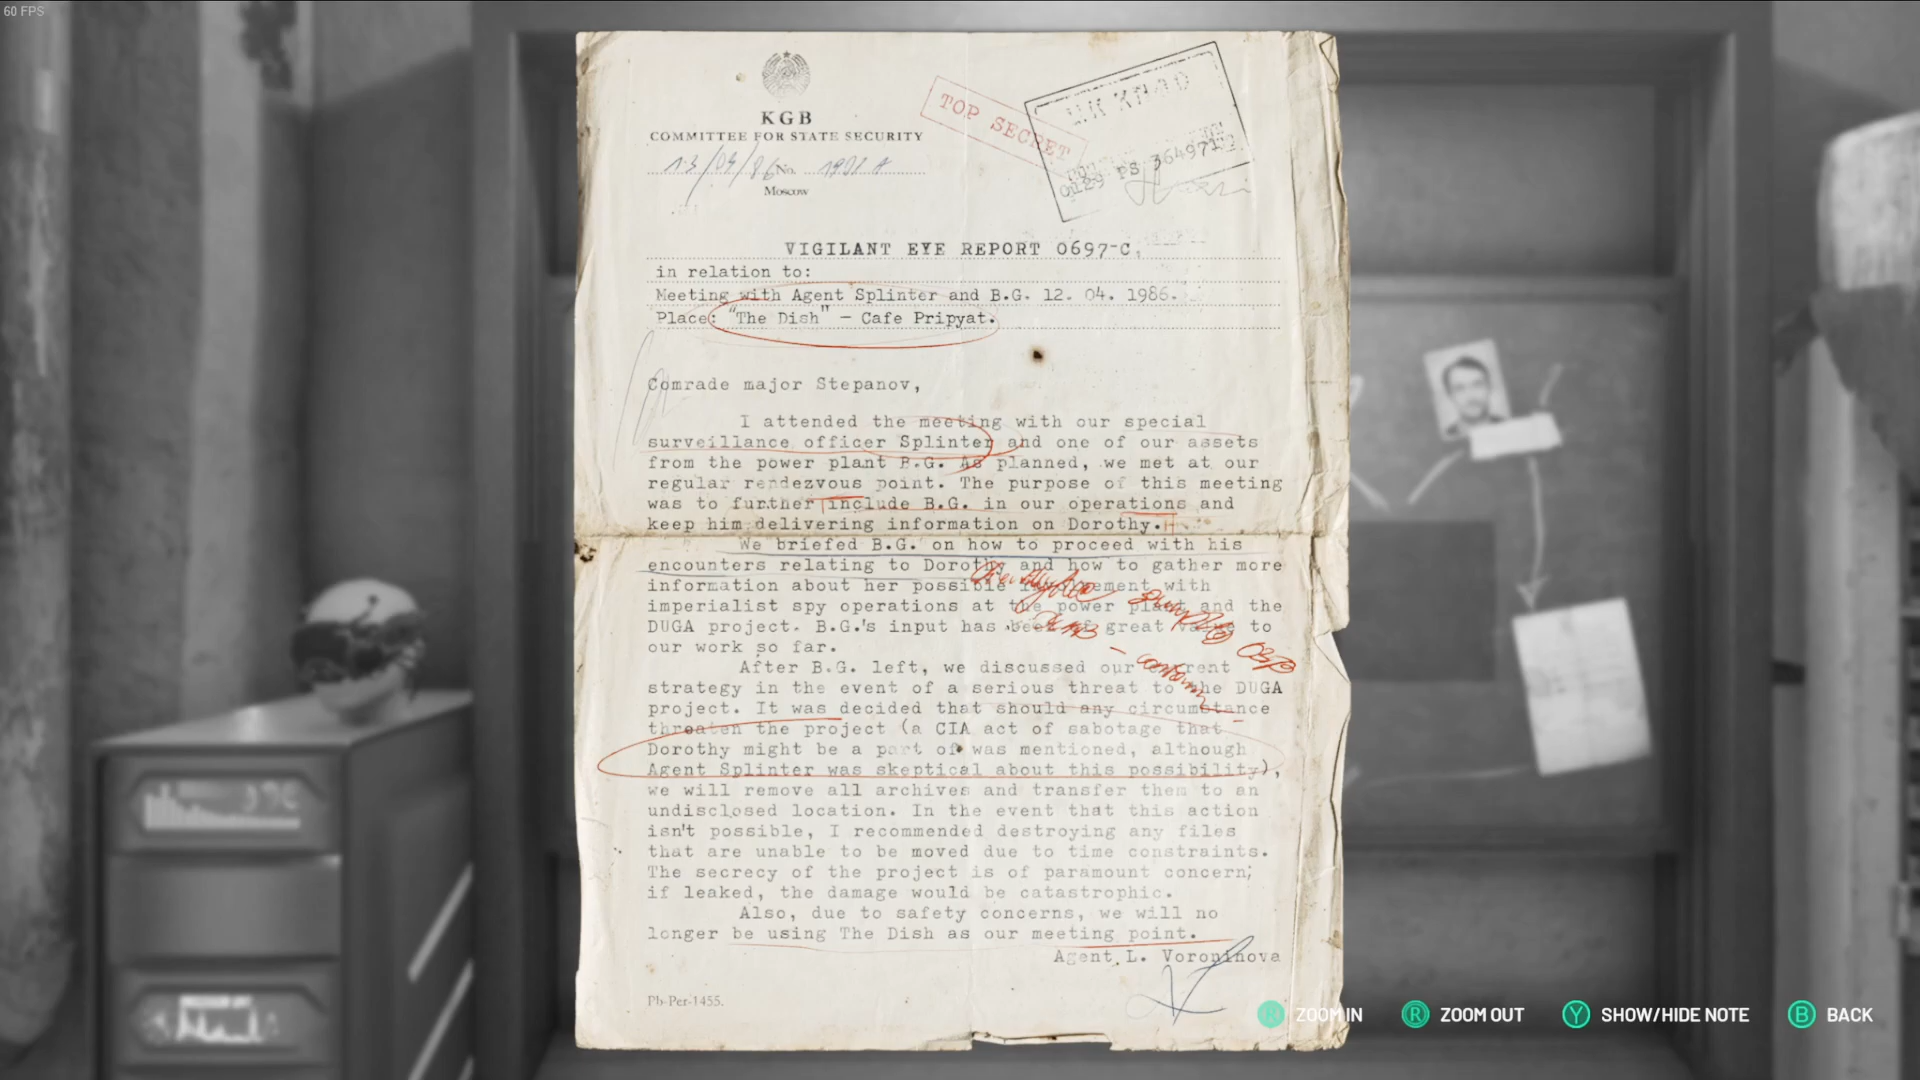 60 FPS
KGB
COMMITTEE FOR STATE SECURITY
13/04/86 No. 1981 A
Moscow
TOP SECRET
0129 PS 364971
VIGILANT EYE REPORT 0697-C,
in relation to:
Meeting with Agent Splinter and B.G. 12. 04. 1986.
Place: "The Dish" - Cafe Pripyat.
Comrade major Stepanov,
I attended the meeting with our special
surveillance officer Splinter and one of our assets
from the power plant B.G. As planned, we met at our
regular rendezvous point. The purpose of this meeting
was to further include B.G. in our operations and
keep him delivering information on Dorothy.
We briefed B.G. on how to proceed with his
encounters relating to Dorothy and how to gather more
information about her possible involvement with
imperialist spy operations at the power plant and the
DUGA project. B.G.'s input has been of great value to
our work so far.
After B.G. left, we discussed our current
strategy in the event of a serious threat to the DUGA
project. It was decided that should any circumstance
threaten the project (a CIA act of sabotage that
Dorothy might be a part of was mentioned, although
Agent Splinter was skeptical about this possibility),
we will remove all archives and transfer them to an
undisclosed location. In the event that this action
isn't possible, I recommended destroying any files
that are unable to be moved due to time constraints.
The secrecy of the project is of paramount concern;
if leaked, the damage would be catastrophic.
Also, due to safety concerns, we will no
longer be using The Dish as our meeting point.
Agent L. Voroninova
Pb-Per-1455.
ZOOM IN
ZOOM OUT
Y SHOW/HIDE NOTE
B BACK